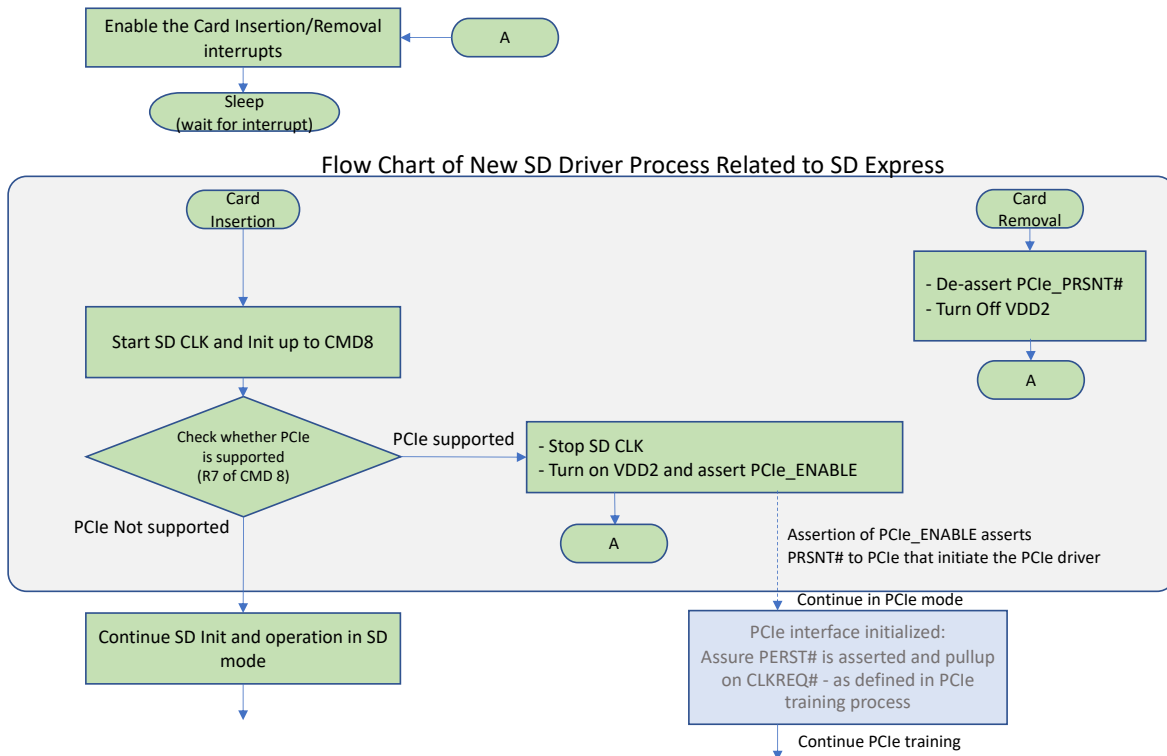 Enable the Card Insertion/Removal
interrupts
A
Sleep
(wait for interrupt)
Flow Chart of New SD Driver Process Related to SD Express
Card
Insertion
Card
Removal
- De-assert PCIe_PRSNT#
- Turn Off VDD2
Start SD CLK and Init up to CMD8
A
Check whether PCIe
is supported
(R7 of CMD 8)
PCIe supported
- Stop SD CLK
- Turn on VDD2 and assert PCIe_ENABLE
PCIe Not supported
A
Assertion of PCIe_ENABLE asserts
PRSNT# to PCIe that initiate the PCIe driver
Continue in PCIe mode
Continue SD Init and operation in SD
mode
PCIe interface initialized:
Assure PERST# is asserted and pullup
on CLKREQ# - as defined in PCIe
training process
Continue PCIe training